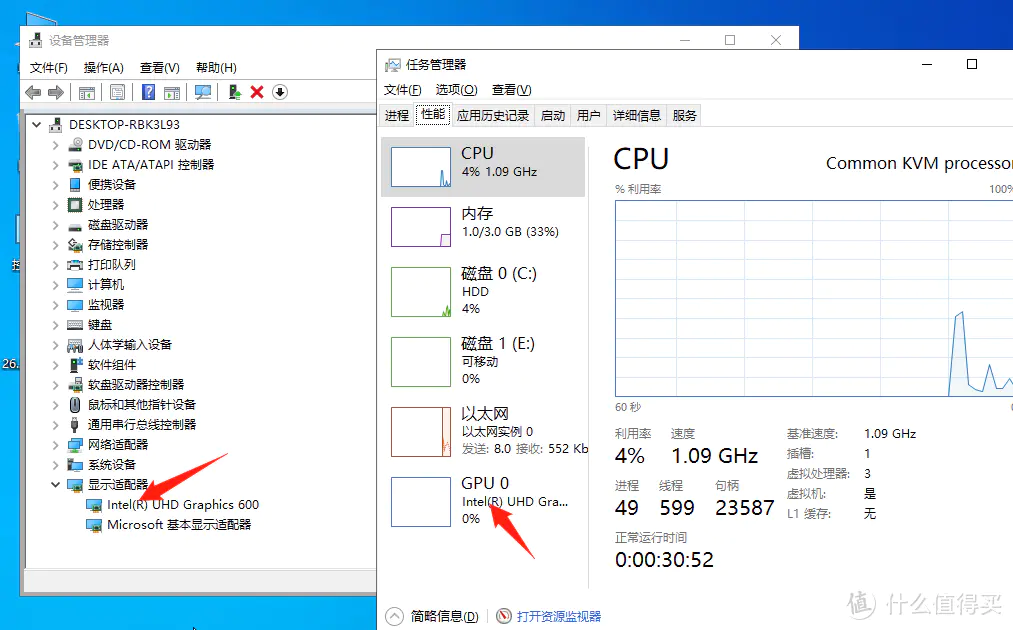 设备管理器
文件(F) 操作(A) 查看(V) 帮助(H)
DESKTOP-RBK3L93
DVD/CD-ROM 驱动器
IDE ATA/ATAPI 控制器
便携设备
处理器
磁盘驱动器
存储控制器
打印队列
计算机
监视器
键盘
人体学输入设备
软件组件
软盘驱动器控制器
鼠标和其他指针设备
通用串行总线控制器
网络适配器
系统设备
显示适配器
Intel(R) UHD Graphics 600
Microsoft 基本显示适配器
26.
任务管理器
文件(F) 选项(O) 查看(V)
进程 性能 应用历史记录 启动 用户 详细信息 服务
CPU
4% 1.09 GHz
内存
1.0/3.0 GB (33%)
磁盘 0 (C:)
HDD
4%
磁盘 1 (E:)
可移动
0%
以太网
以太网实例 0
发送: 8.0 接收: 552 Kb
GPU 0
Intel(R) UHD Gra...
0%
CPU
Common KVM processor
% 利用率
100%
60 秒
利用率 速度
4% 1.09 GHz
进程 线程 句柄
49 599 23587
正常运行时间
0:00:30:52
基准速度: 1.09 GHz
插槽: 1
虚拟处理器: 3
虚拟机: 是
L1 缓存: 无
简略信息(D)
打开资源监视器
值 什么值得买